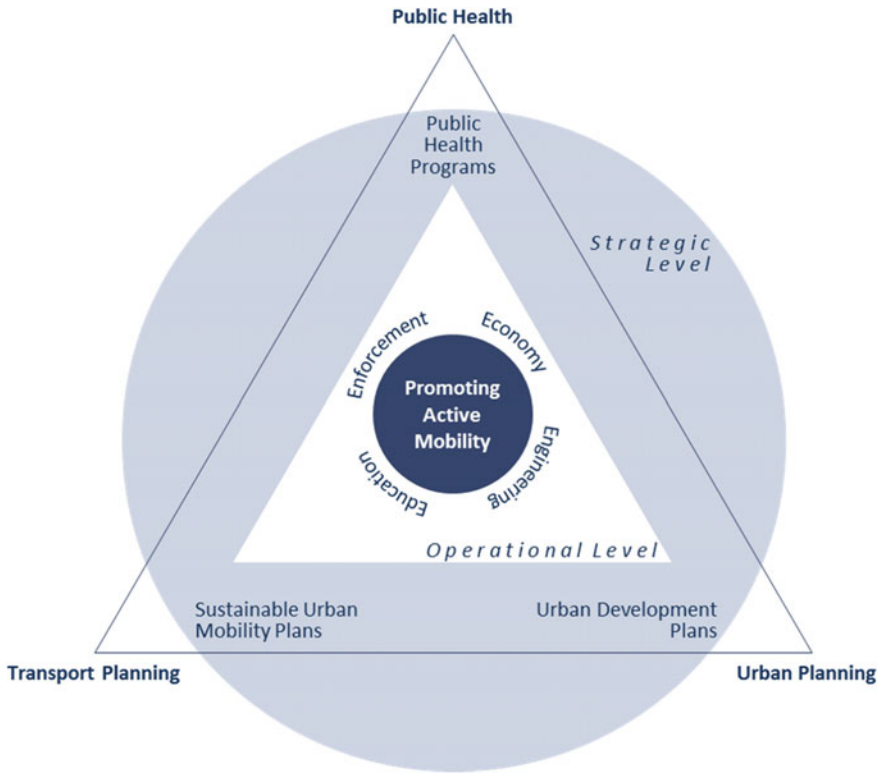 Public Health
Public
Health
Programs
Strategic
Level
Enforcement
Economy
Promoting
Active
Mobility
Education
Engineering
Operational Level
Sustainable Urban
Mobility Plans
Urban Development
Plans
Transport Planning
Urban Planning